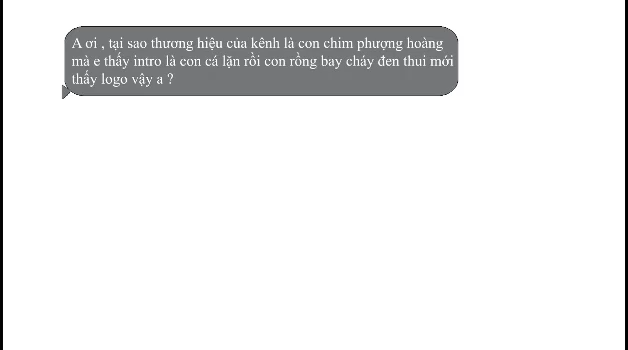 A ơi , tại sao thương hiệu của kênh là con chim phượng hoàng
mà e thấy intro là con cá lặn rồi con rồng bay cháy đen thui mới
thấy logo vậy a ?